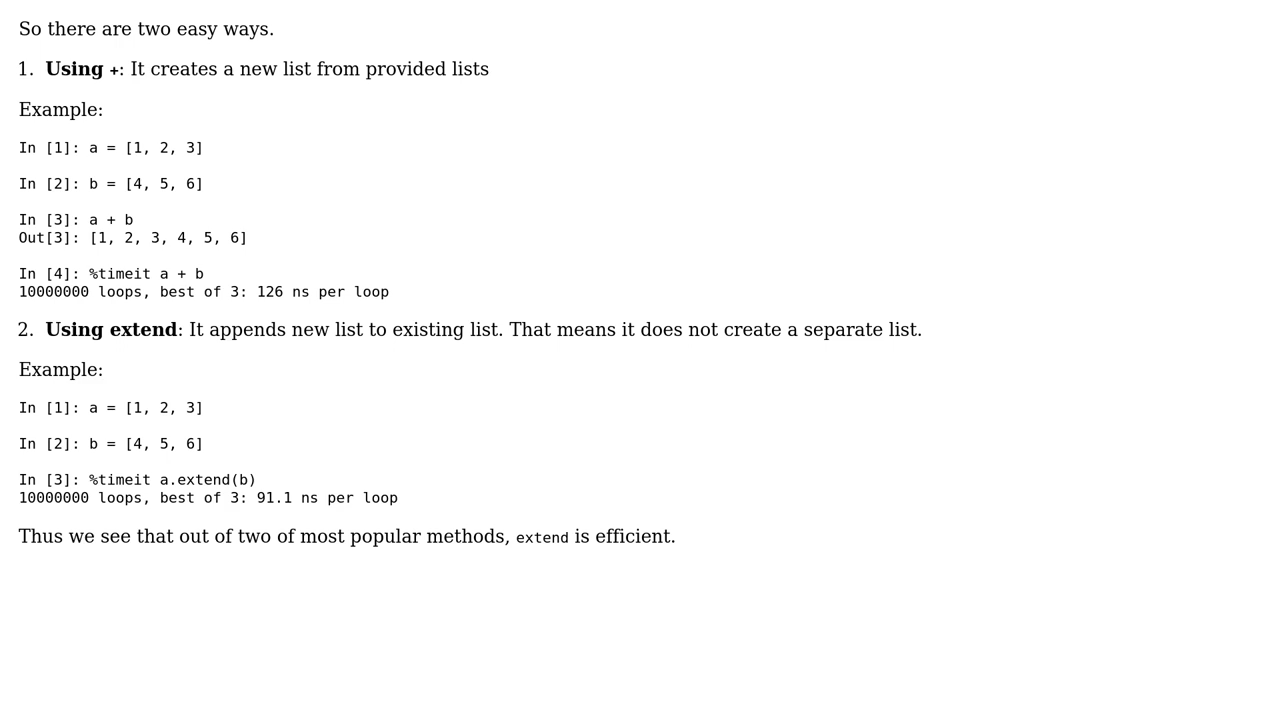 So there are two easy ways.
1. Using +: It creates a new list from provided lists
Example:
In [1]: a = [1, 2, 3]
In [2]: b = [4, 5, 6]
In [3]: a + b
Out[3]: [1, 2, 3, 4, 5, 6]
In [4]: %timeit a + b
10000000 loops, best of 3: 126 ns per loop
2. Using extend: It appends new list to existing list. That means it does not create a separate list.
Example:
In [1]: a = [1, 2, 3]
In [2]: b = [4, 5, 6]
In [3]: %timeit a.extend(b)
10000000 loops, best of 3: 91.1 ns per loop
Thus we see that out of two of most popular methods, extend is efficient.